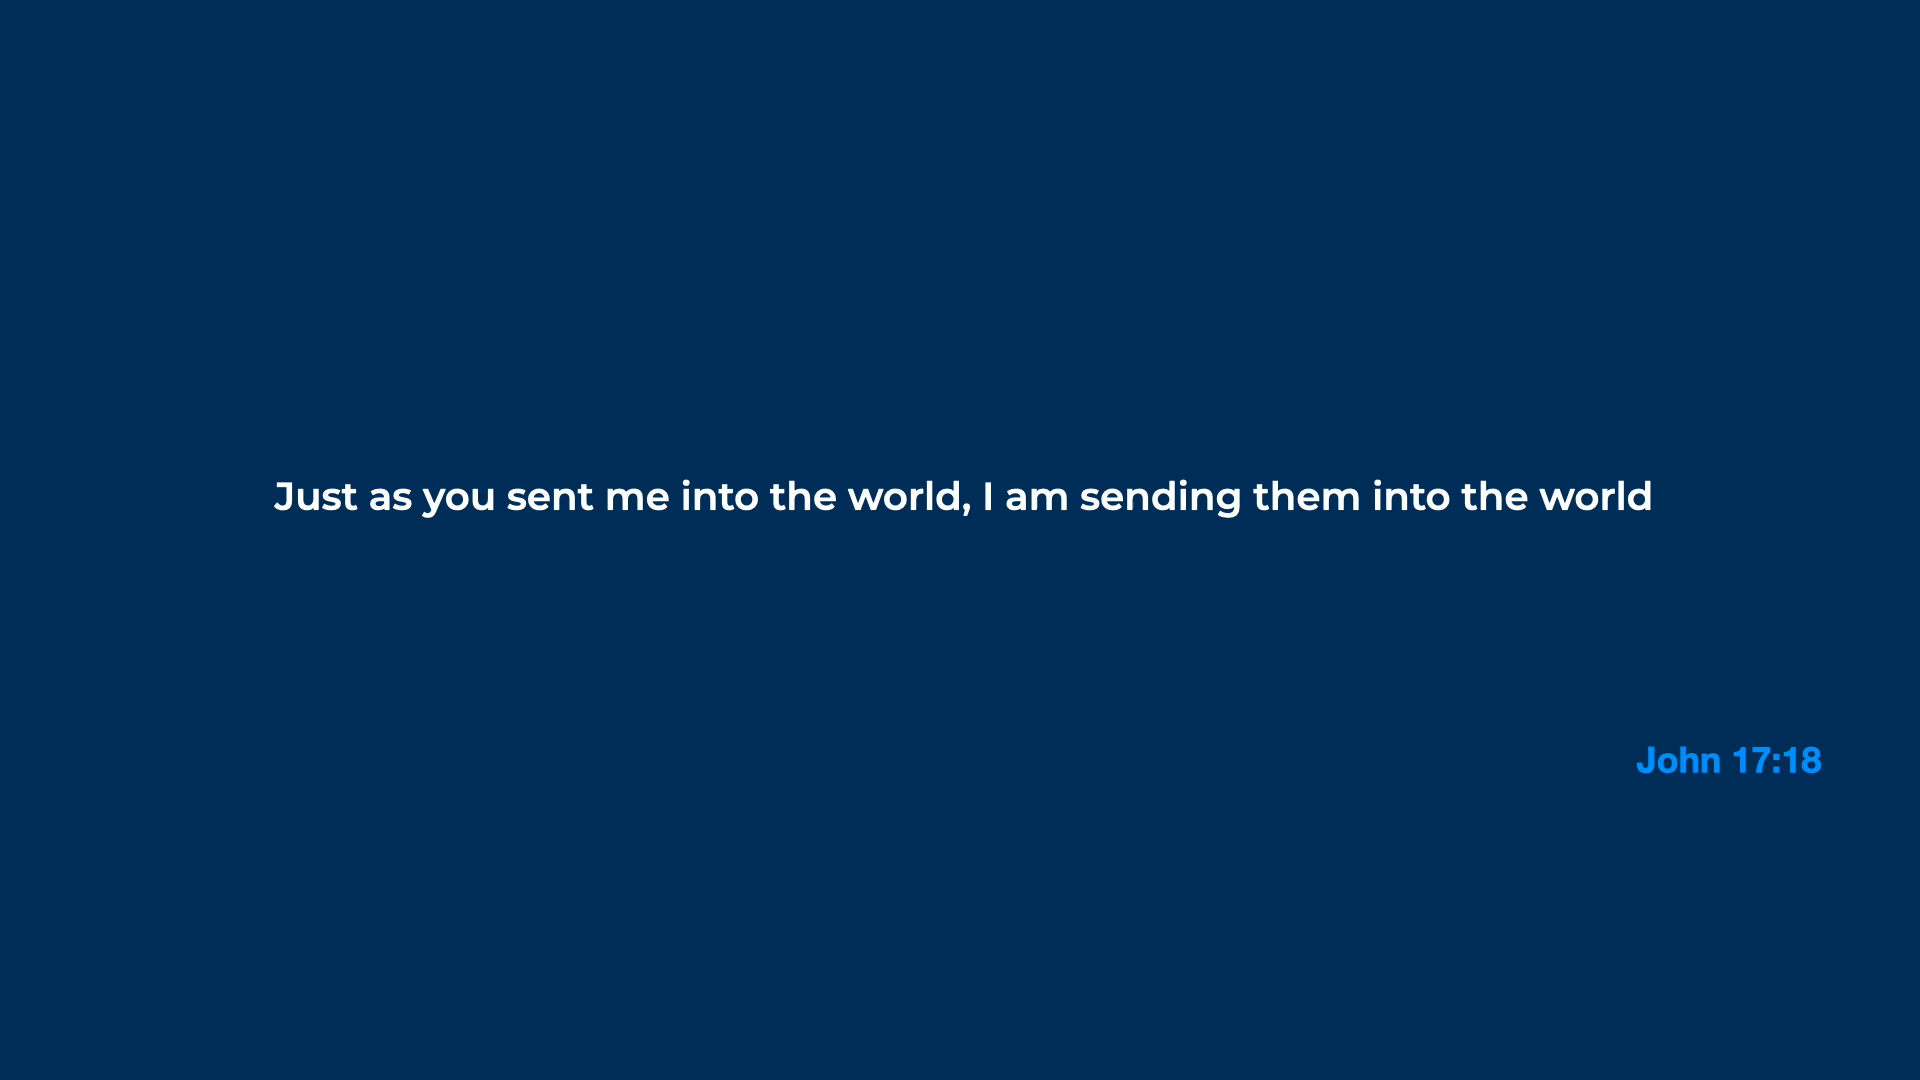 Just as you sent me into the world, I am sending them into the world
John 17:18